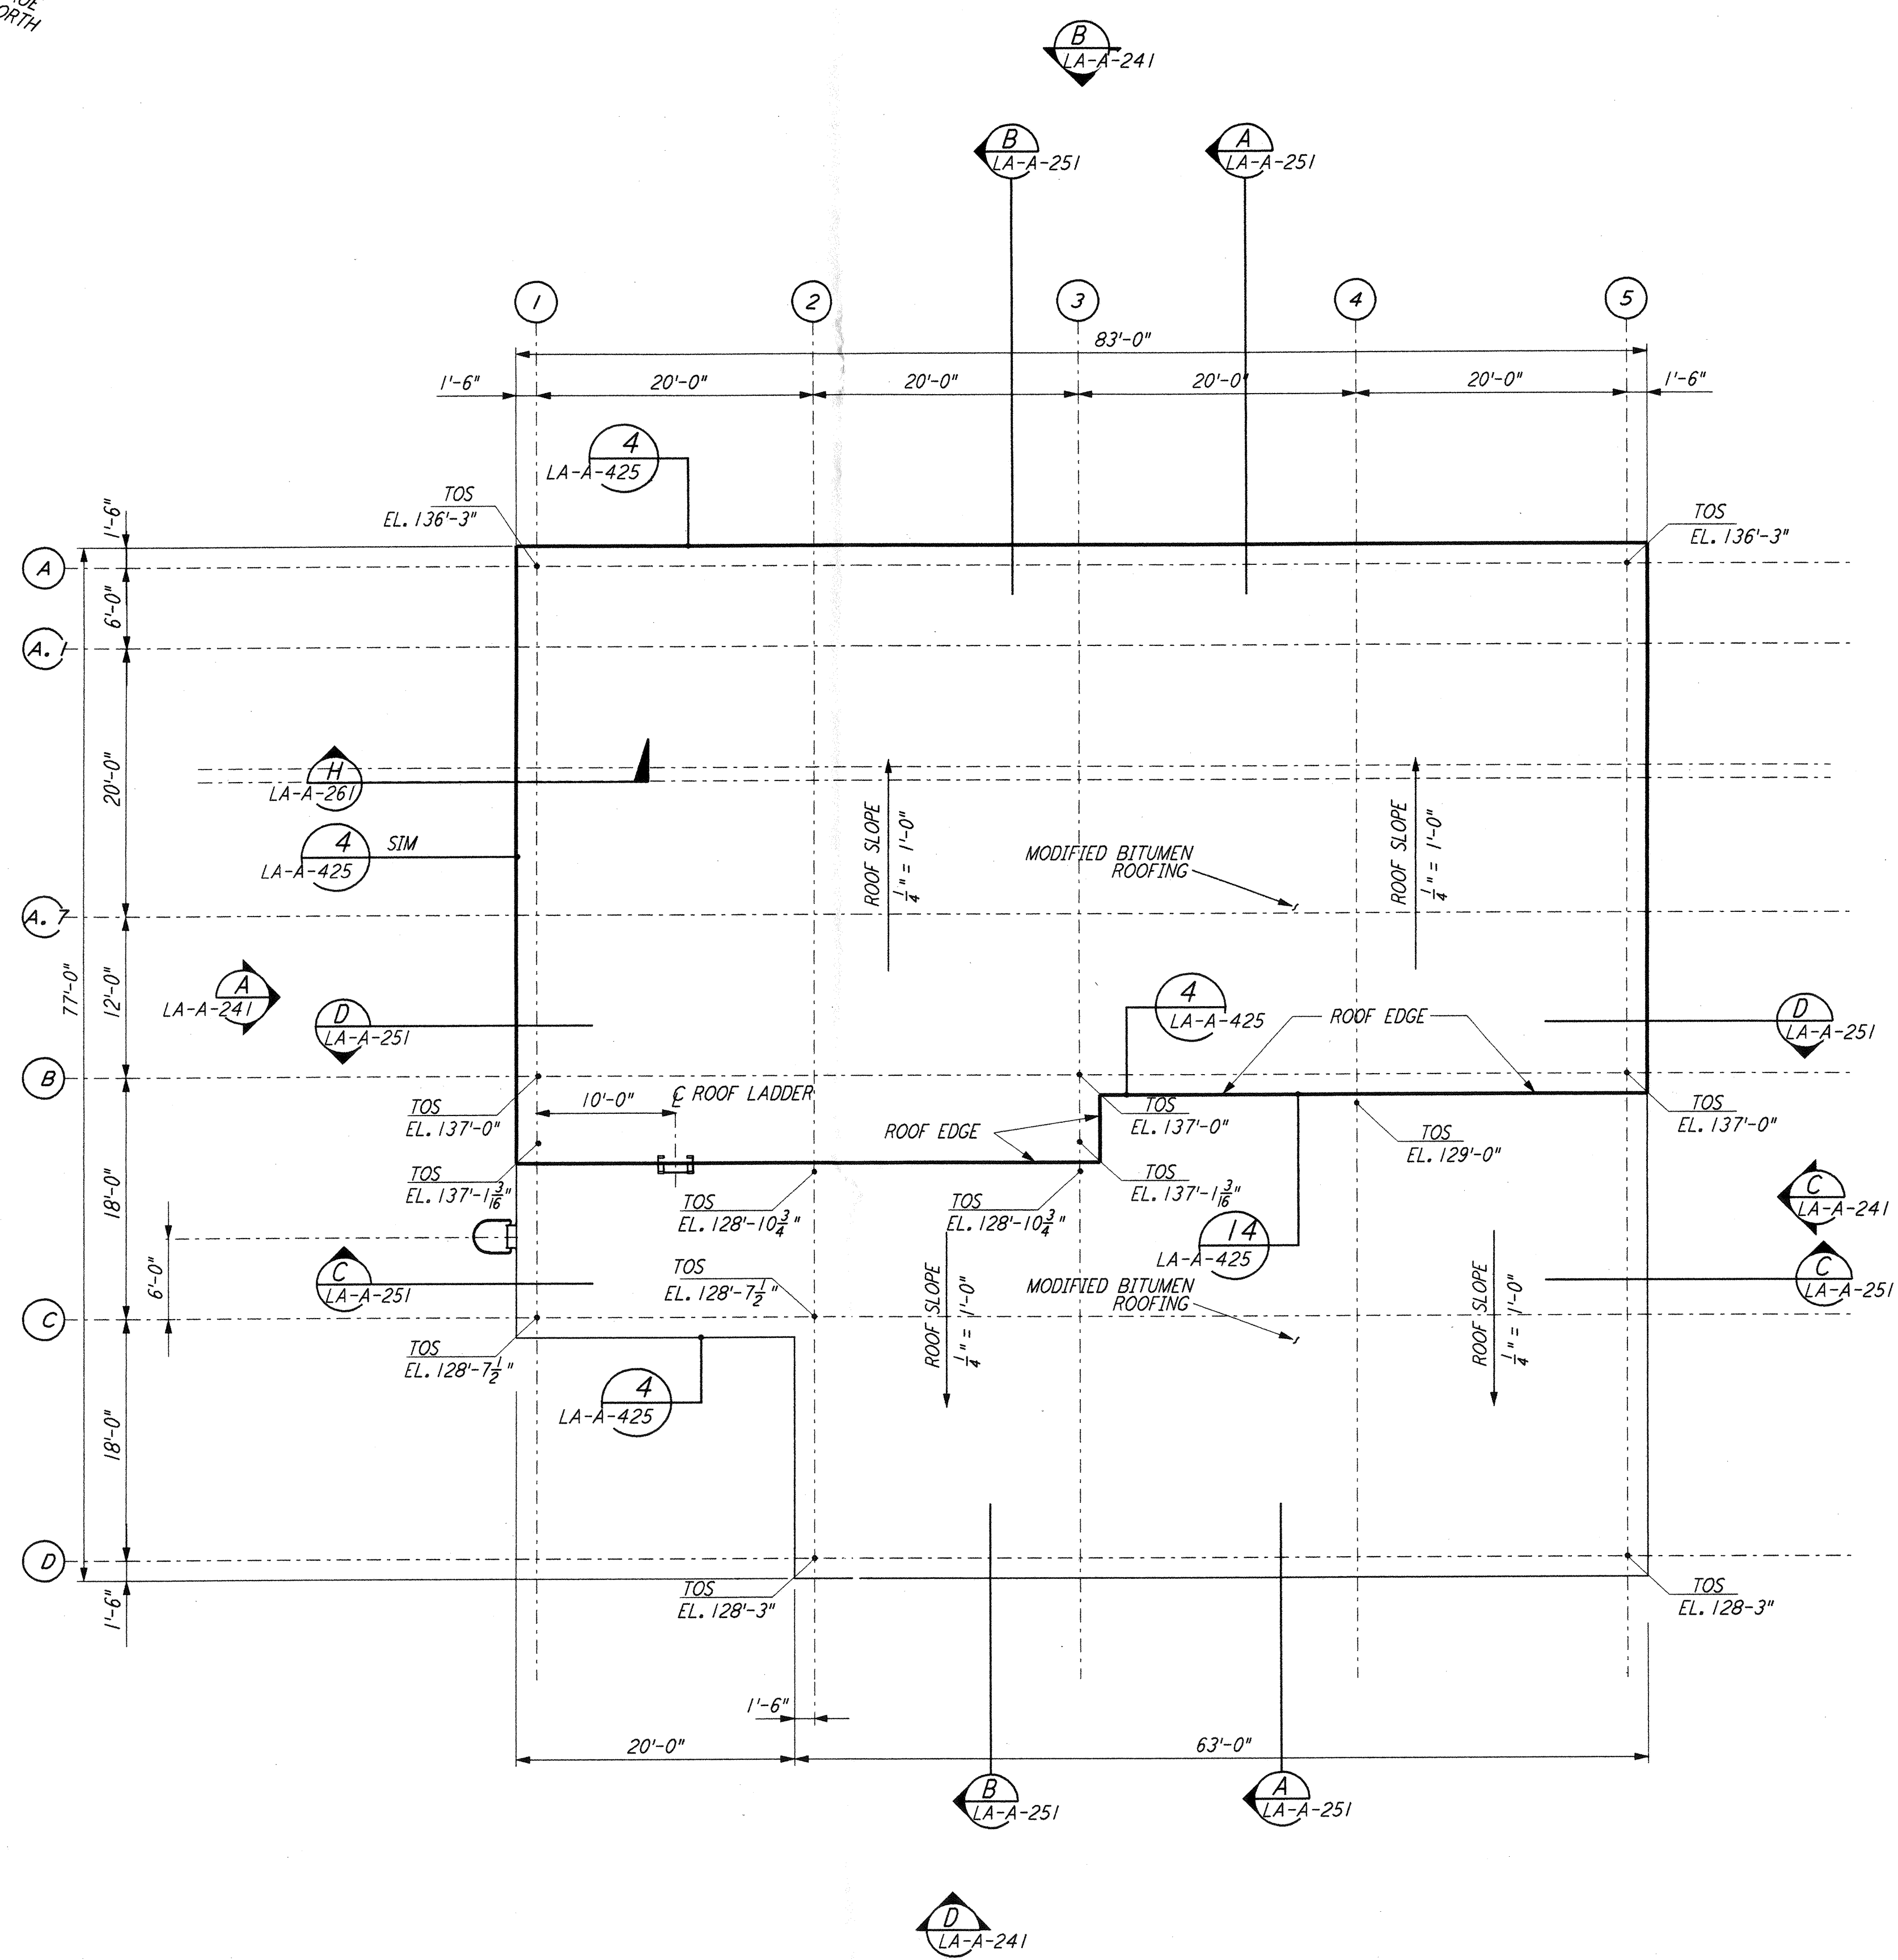 NORTH
B
LA-A-241
B
LA-A-251
A
LA-A-251
1
2
3
4
5
83'-0"
1'-6"
20'-0"
20'-0"
20'-0"
20'-0"
1'-6"
4
LA-A-425
TOS
EL. 136'-3"
TOS
EL. 136'-3"
1'-6"
A
6'-0"
A.1
20'-0"
H
LA-A-261
4
SIM
LA-A-425
ROOF SLOPE
1/4" = 1'-0"
MODIFIED BITUMEN
ROOFING
ROOF SLOPE
1/4" = 1'-0"
A.7
77'-0"
12'-0"
A
LA-A-241
D
LA-A-251
4
LA-A-425
ROOF EDGE
D
LA-A-251
B
TOS
EL. 137'-0"
10'-0"
℄ ROOF LADDER
ROOF EDGE
TOS
EL. 137'-0"
TOS
EL. 129'-0"
TOS
EL. 137'-0"
18'-0"
TOS
EL. 137'-1 3/16"
TOS
EL. 128'-10 3/4"
TOS
EL. 128'-10 3/4"
TOS
EL. 137'-1 3/16"
C
LA-A-241
14
LA-A-425
6'-0"
C
LA-A-251
TOS
EL. 128'-7 1/2"
ROOF SLOPE
1/4" = 1'-0"
MODIFIED BITUMEN
ROOFING
ROOF SLOPE
1/4" = 1'-0"
C
LA-A-251
C
TOS
EL. 128'-7 1/2"
4
LA-A-425
18'-0"
D
1'-6"
TOS
EL. 128'-3"
TOS
EL. 128-3"
1'-6"
20'-0"
63'-0"
B
LA-A-251
A
LA-A-251
D
LA-A-241